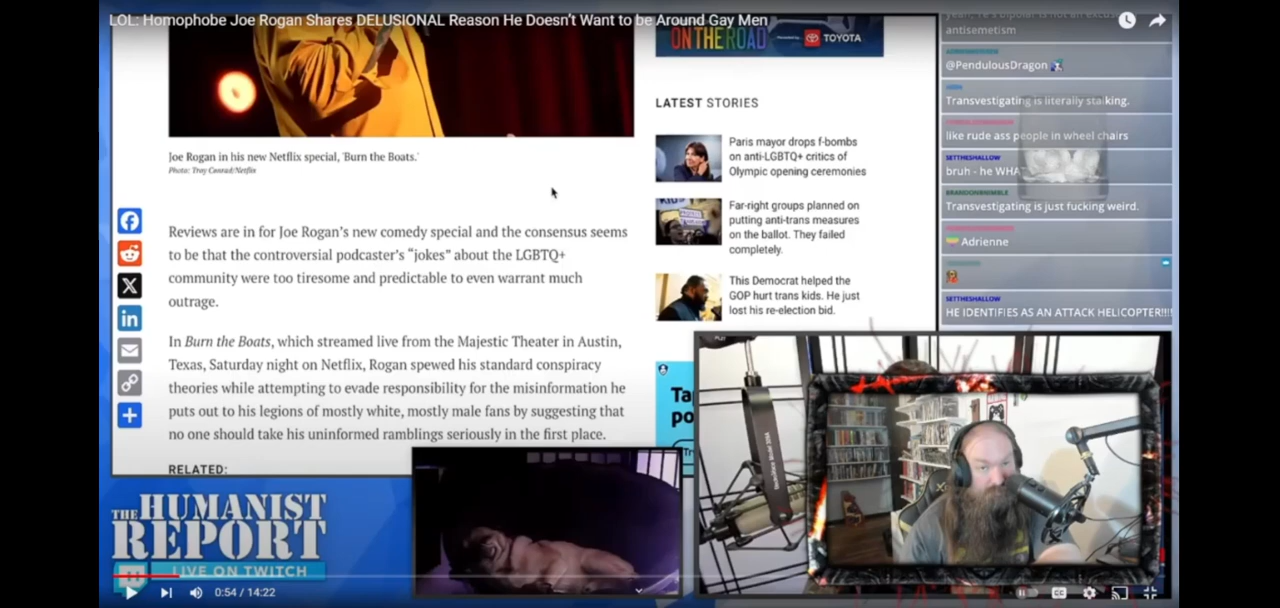 LOL: Homophobe Joe Rogan Shares DELUSIONAL Reason He Doesn't Want to be Around Gay Men
ON THE ROAD
TOYOTA
Joe Rogan in his new Netflix special, 'Burn the Boats.'
Photo: Troy Conrad/Netflix
Reviews are in for Joe Rogan's new comedy special and the consensus seems
to be that the controversial podcaster's "jokes" about the LGBTQ+
community were too tiresome and predictable to even warrant much
outrage.
In Burn the Boats, which streamed live from the Majestic Theater in Austin,
Texas, Saturday night on Netflix, Rogan spewed his standard conspiracy
theories while attempting to evade responsibility for the misinformation he
puts out to his legions of mostly white, mostly male fans by suggesting that
no one should take his uninformed ramblings seriously in the first place.
RELATED:
LATEST STORIES
Paris mayor drops f-bombs
on anti-LGBTQ+ critics of
Olympic opening ceremonies
Far-right groups planned on
putting anti-trans measures
on the ballot. They failed
completely.
This Democrat helped the
GOP hurt trans kids. He just
lost his re-election bid.
Ta
po
antisemetism
@PendulousDragon
Transvestigating is literally stalking.
like rude ass people in wheel chairs
SETTHESHALLOW
bruh - he WHA
Transvestigating is just fucking weird.
Adrienne
SETTHESHALLOW
HE IDENTIFIES AS AN ATTACK HELICOPTER!!!!
THE HUMANIST
REPORT
LIVE ON TWITCH
0:54 / 14:22